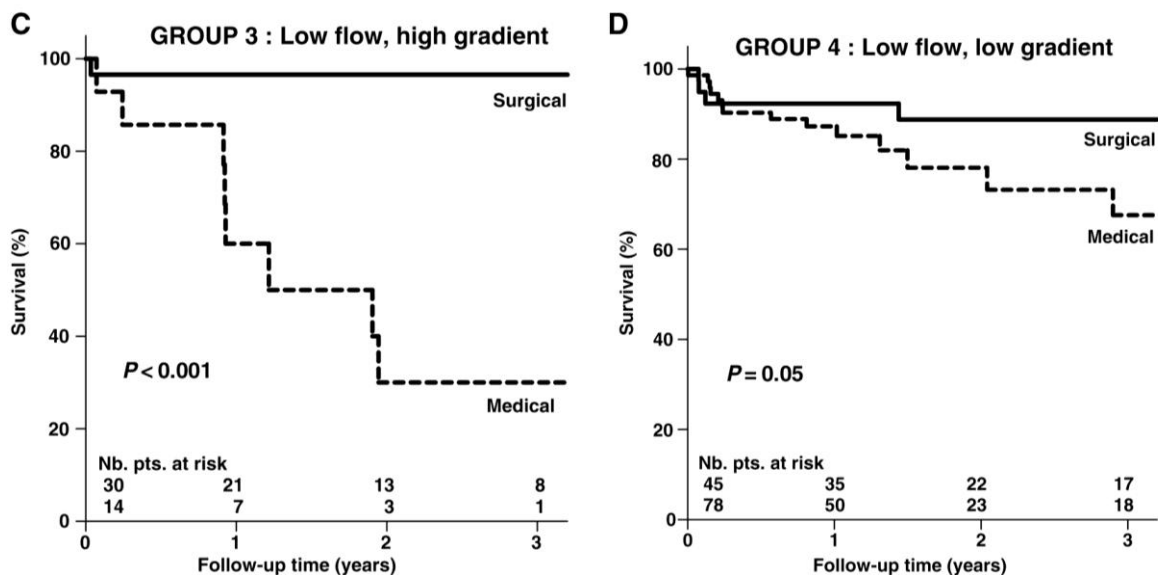 C
GROUP 3 : Low flow, high gradient
100
80
60
40
20
0
Survival (%)
Surgical
Medical
P < 0.001
Nb. pts. at risk
30 21 13 8
14 7 3 1
0 1 2 3
Follow-up time (years)
D
GROUP 4 : Low flow, low gradient
100
80
60
40
20
0
Survival (%)
Surgical
Medical
P = 0.05
Nb. pts. at risk
45 35 22 17
78 50 23 18
0 1 2 3
Follow-up time (years)